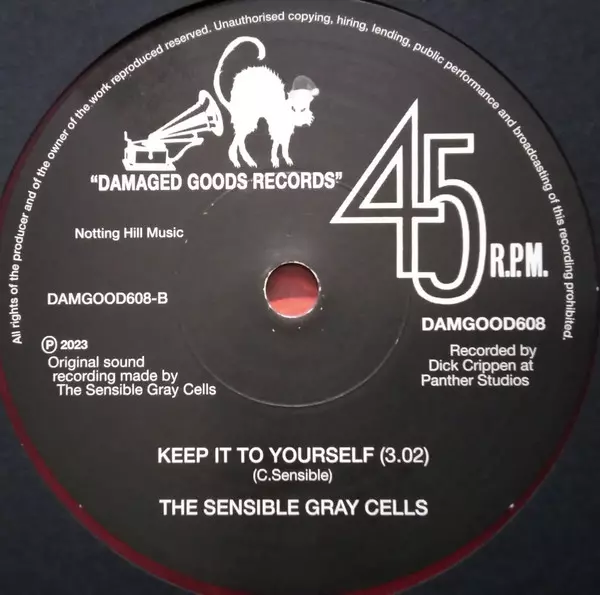 All rights of the producer and of the owner of the work reproduced reserved. Unauthorised copying, hiring, lending, public performance and broadcasting of this recording prohibited.
"DAMAGED GOODS RECORDS"
45 R.P.M.
Notting Hill Music
DAMGOOD608-B
DAMGOOD608
Ⓟ 2023
Original sound
recording made by
The Sensible Gray Cells
Recorded by
Dick Crippen at
Panther Studios
KEEP IT TO YOURSELF (3.02)
(C.Sensible)
THE SENSIBLE GRAY CELLS